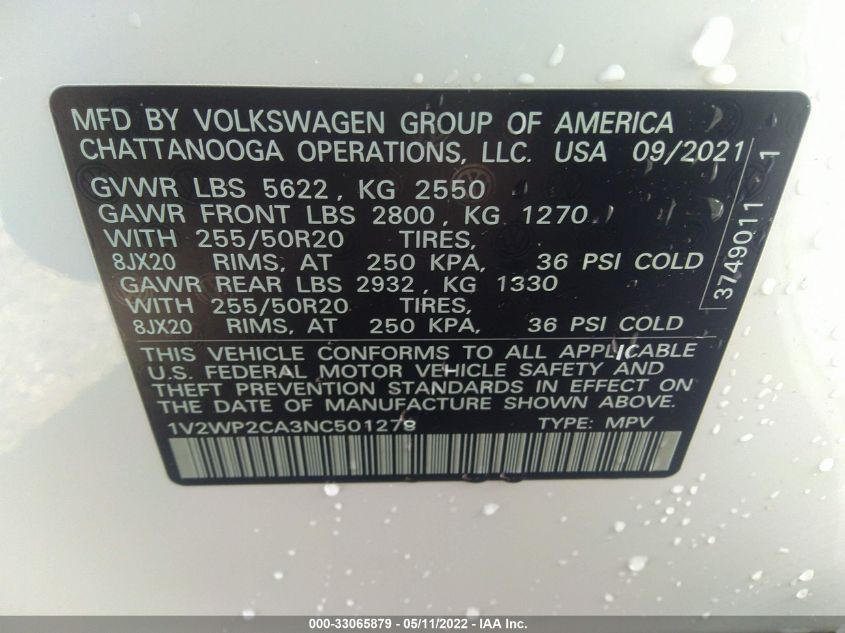 MFD BY VOLKSWAGEN GROUP OF AMERICA
CHATTANOOGA OPERATIONS, LLC. USA 09/2021
GVWR LBS 5622, KG 2550
GAWR FRONT LBS 2800, KG 1270
WITH 255/50R20 TIRES,
8JX20 RIMS, AT 250 KPA, 36 PSI COLD
GAWR REAR LBS 2932, KG 1330
WITH 255/50R20 TIRES,
8JX20 RIMS, AT 250 KPA, 36 PSI COLD
THIS VEHICLE CONFORMS TO ALL APPLICABLE
U.S. FEDERAL MOTOR VEHICLE SAFETY AND
THEFT PREVENTION STANDARDS IN EFFECT ON
THE DATE OF MANUFACTURE SHOWN ABOVE.
1V2WP2CA3NC501279 TYPE: MPV
3749011 1
000-33065879 - 05/11/2022 - IAA Inc.